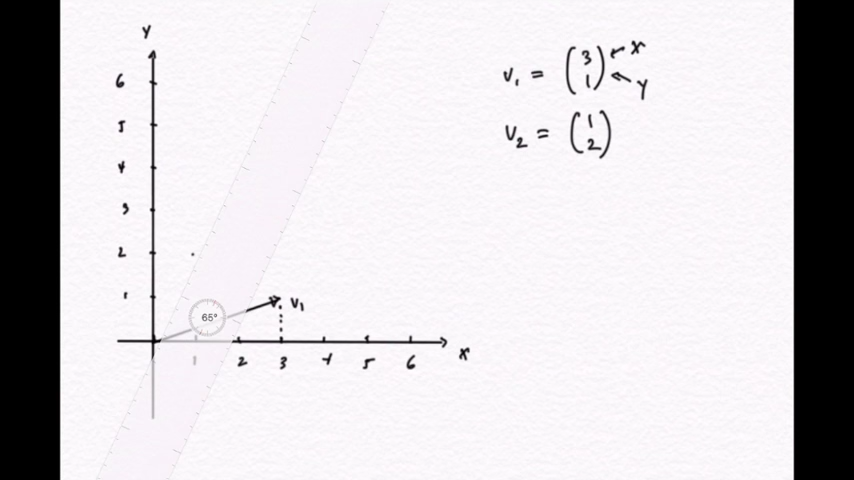 Y
6
5
4
3
2
1
65°
V₁
1
2
3
4
5
6
X
V₁ = (3 1) ← X ← Y
V₂ = (1 2)